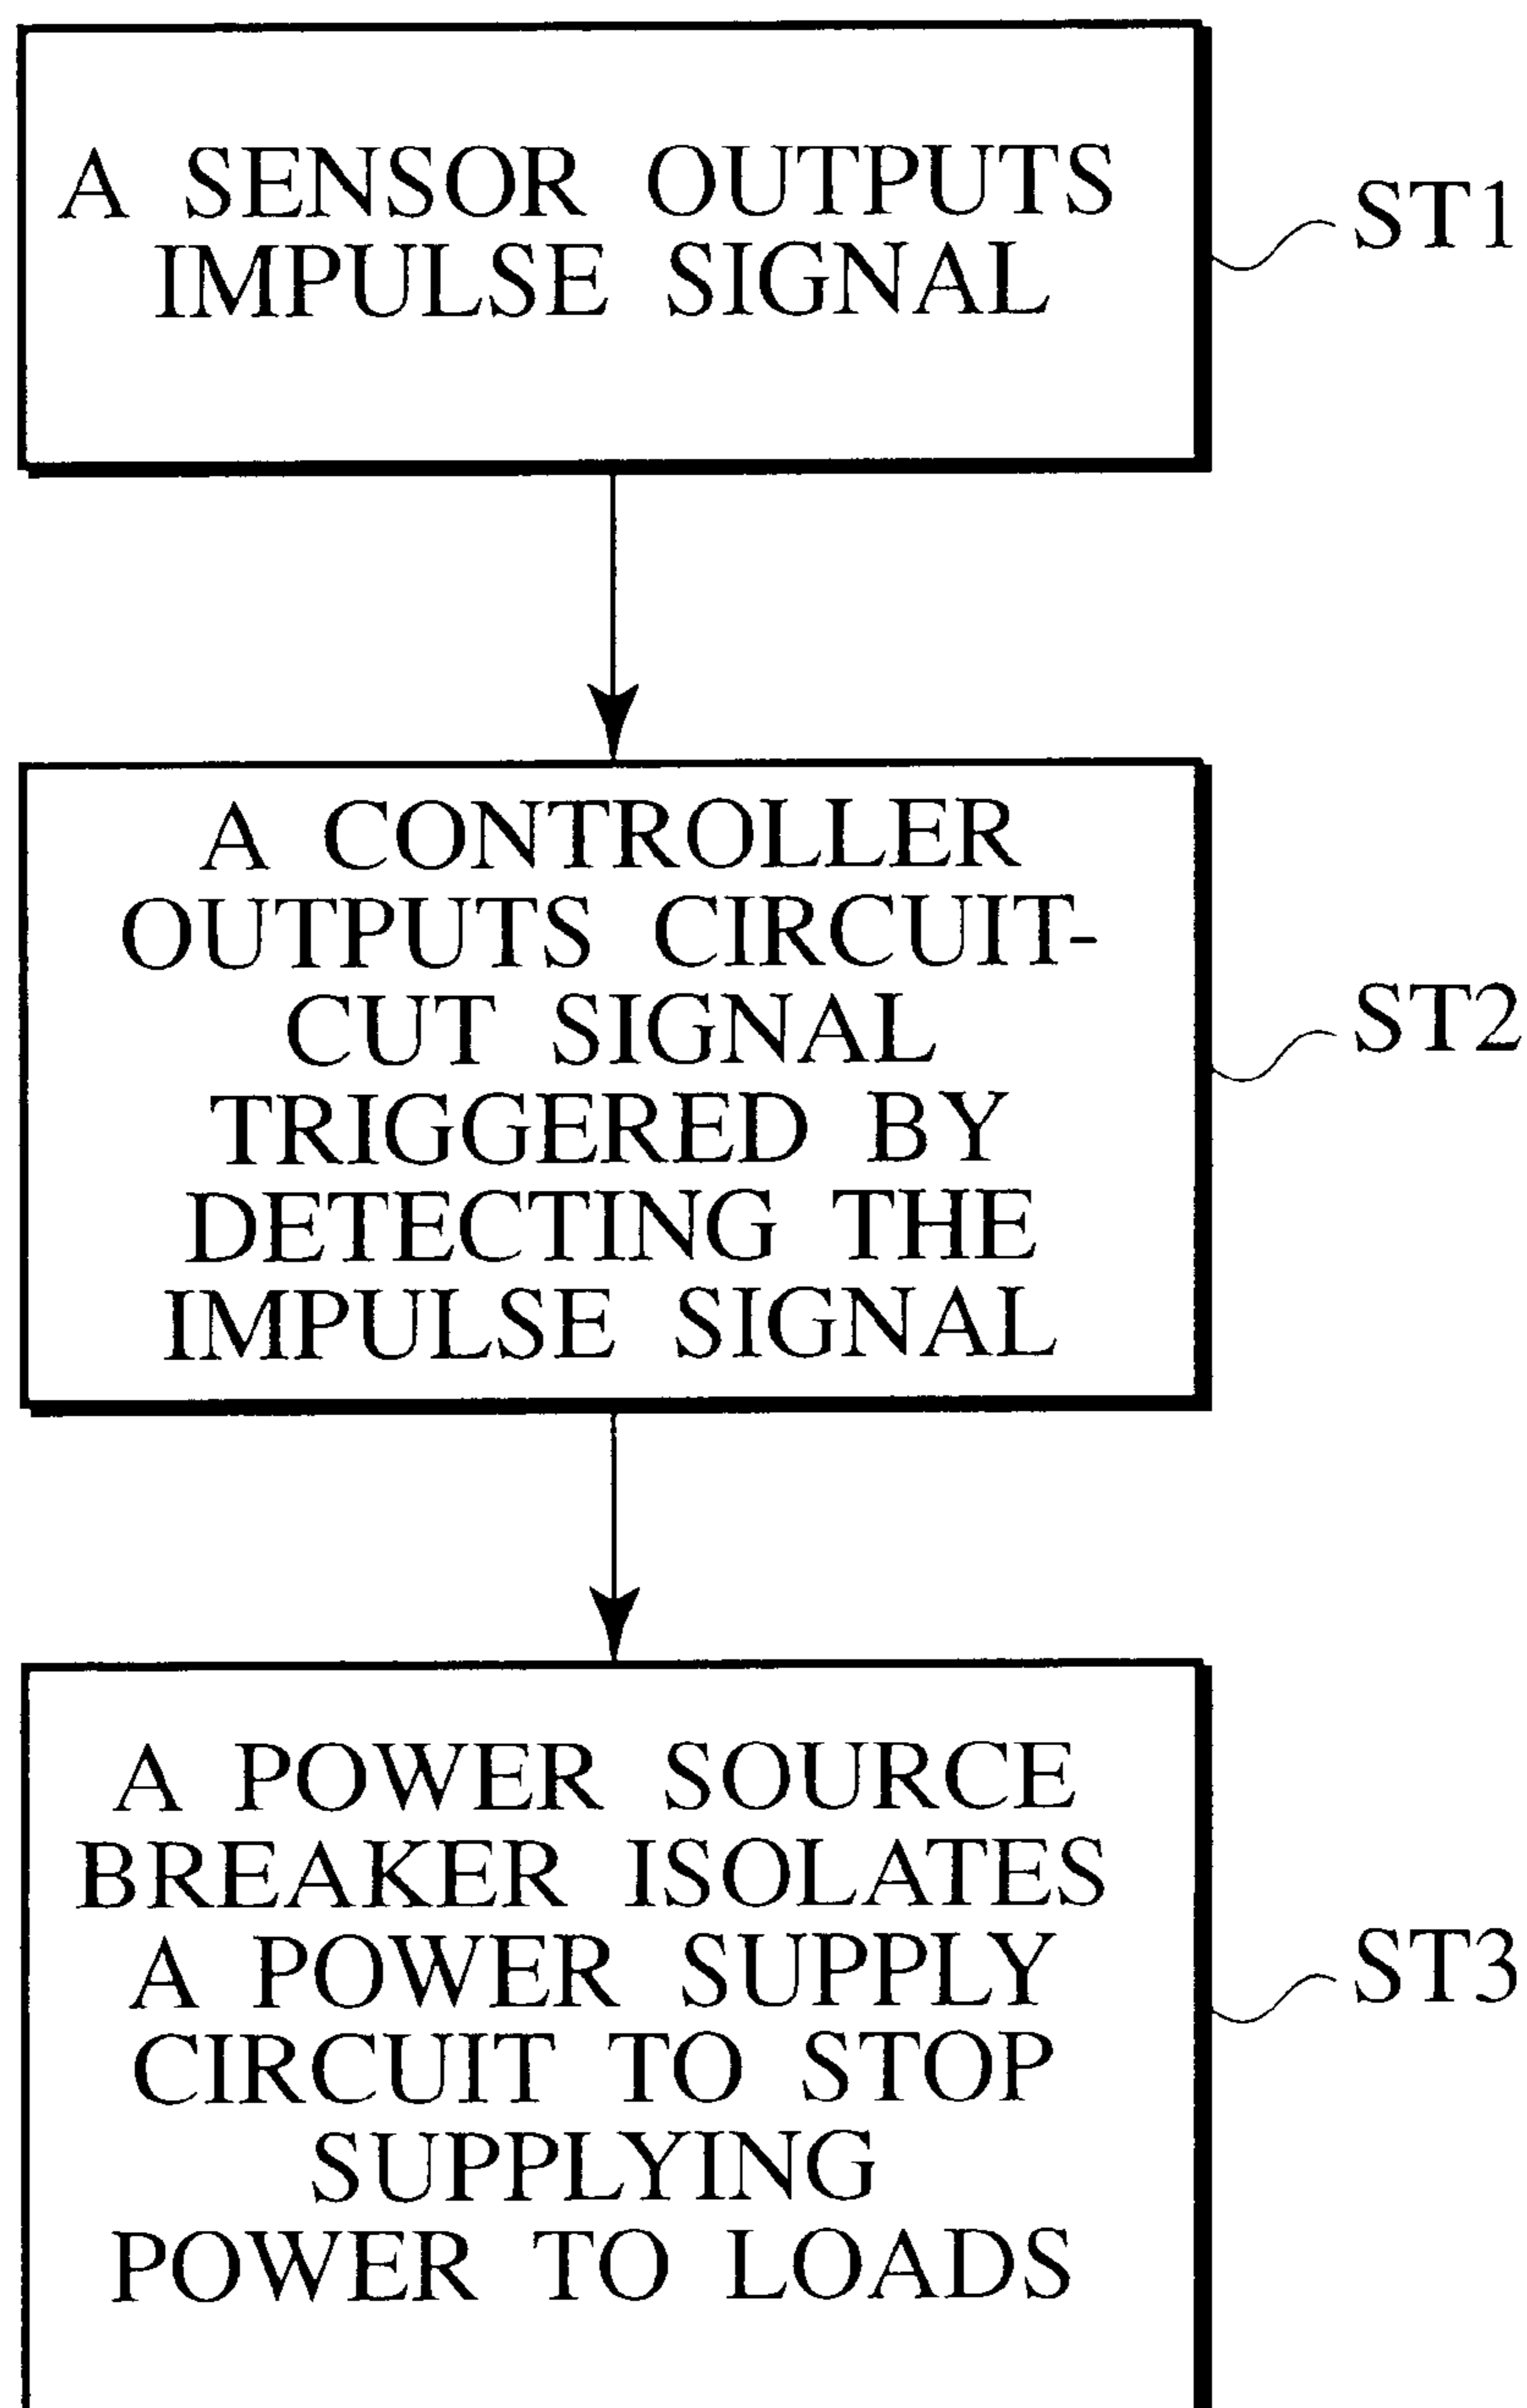 A SENSOR OUTPUTS
IMPULSE SIGNAL
ST1
A CONTROLLER
OUTPUTS CIRCUIT-
CUT SIGNAL
TRIGGERED BY
DETECTING THE
IMPULSE SIGNAL
ST2
A POWER SOURCE
BREAKER ISOLATES
A POWER SUPPLY
CIRCUIT TO STOP
SUPPLYING
POWER TO LOADS
ST3